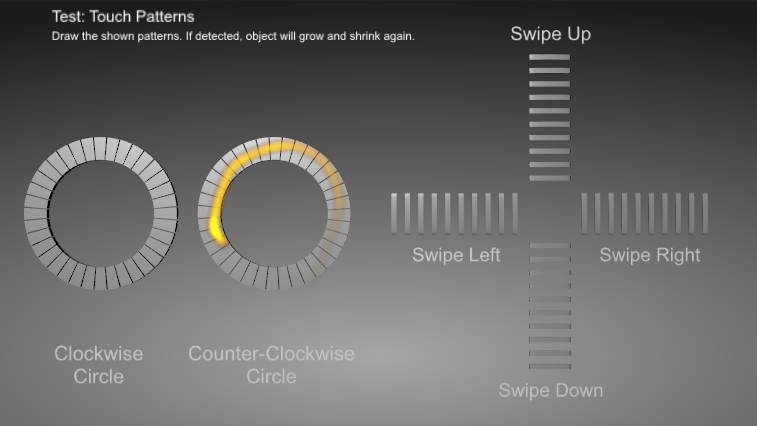 Test: Touch Patterns
Draw the shown patterns. If detected, object will grow and shrink again.
Swipe Up
Swipe Left
Swipe Right
Clockwise
Circle
Counter-Clockwise
Circle
Swipe Down